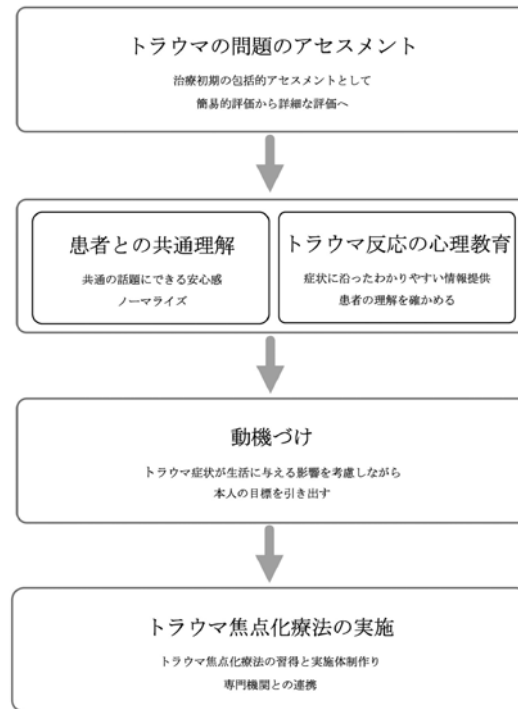 トラウマの問題のアセスメント
治療初期の包括的アセスメントとして
簡易的評価から詳細な評価へ
患者との共通理解
共通の話題にできる安心感
ノーマライズ
トラウマ反応の心理教育
症状に沿ったわかりやすい情報提供
患者の理解を確かめる
動機づけ
トラウマ症状が生活に与える影響を考慮しながら
本人の目標を引き出す
トラウマ焦点化療法の実施
トラウマ焦点化療法の習得と実施体制作り
専門機関との連携